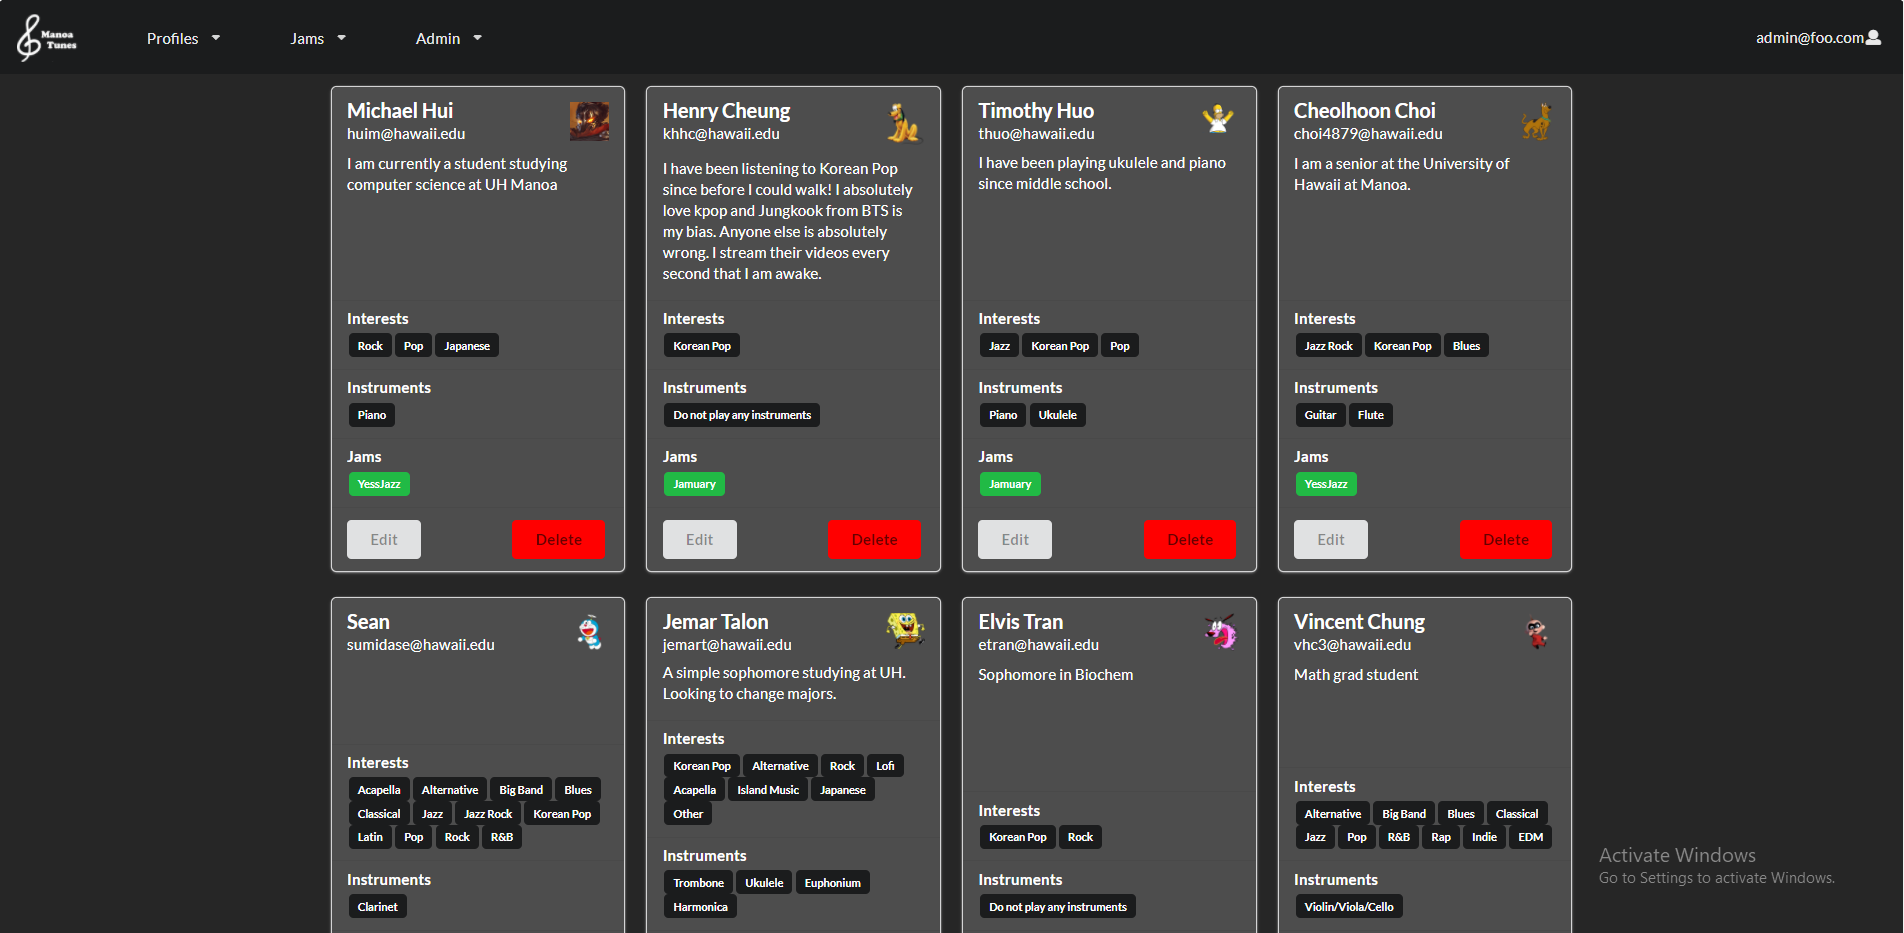 Manoa
Tunes
Profiles
Jams
Admin
admin@foo.com
Michael Hui
huim@hawaii.edu
I am currently a student studying
computer science at UH Manoa
Interests
Rock Pop Japanese
Instruments
Piano
Jams
YessJazz
Edit Delete
Henry Cheung
khhc@hawaii.edu
I have been listening to Korean Pop
since before I could walk! I absolutely
love kpop and Jungkook from BTS is
my bias. Anyone else is absolutely
wrong. I stream their videos every
second that I am awake.
Interests
Korean Pop
Instruments
Do not play any instruments
Jams
Jamuary
Edit Delete
Timothy Huo
thuo@hawaii.edu
I have been playing ukulele and piano
since middle school.
Interests
Jazz Korean Pop Pop
Instruments
Piano Ukulele
Jams
Jamuary
Edit Delete
Cheolhoon Choi
choi4879@hawaii.edu
I am a senior at the University of
Hawaii at Manoa.
Interests
Jazz Rock Korean Pop Blues
Instruments
Guitar Flute
Jams
YessJazz
Edit Delete
Sean
sumidase@hawaii.edu
Interests
Acapella Alternative Big Band Blues
Classical Jazz Jazz Rock Korean Pop
Latin Pop Rock R&B
Instruments
Clarinet
Jemar Talon
jemart@hawaii.edu
A simple sophomore studying at UH.
Looking to change majors.
Interests
Korean Pop Alternative Rock Lofi
Acapella Island Music Japanese
Other
Instruments
Trombone Ukulele Euphonium
Harmonica
Elvis Tran
etran@hawaii.edu
Sophomore in Biochem
Interests
Korean Pop Rock
Instruments
Do not play any instruments
Vincent Chung
vhc3@hawaii.edu
Math grad student
Interests
Alternative Big Band Blues Classical
Jazz Pop R&B Rap Indie EDM
Instruments
Violin/Viola/Cello
Activate Windows
Go to Settings to activate Windows.